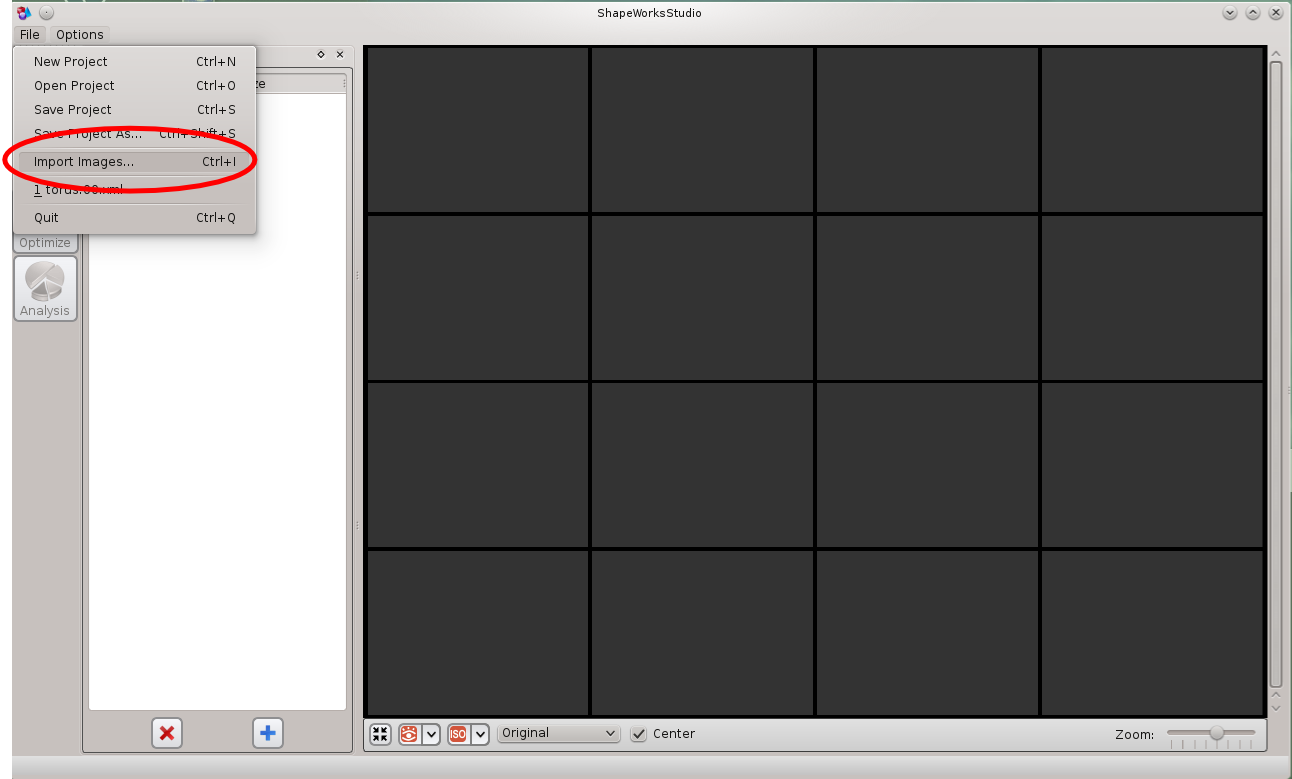 ShapeWorksStudio
File Options
New Project Ctrl+N
Open Project Ctrl+O
Save Project Ctrl+S
Save Project As... Ctrl+Shift+S
Import Images... Ctrl+I
1 torus.00.xml
Quit Ctrl+Q
Optimize
Analysis
ISO
Original
Center
Zoom: